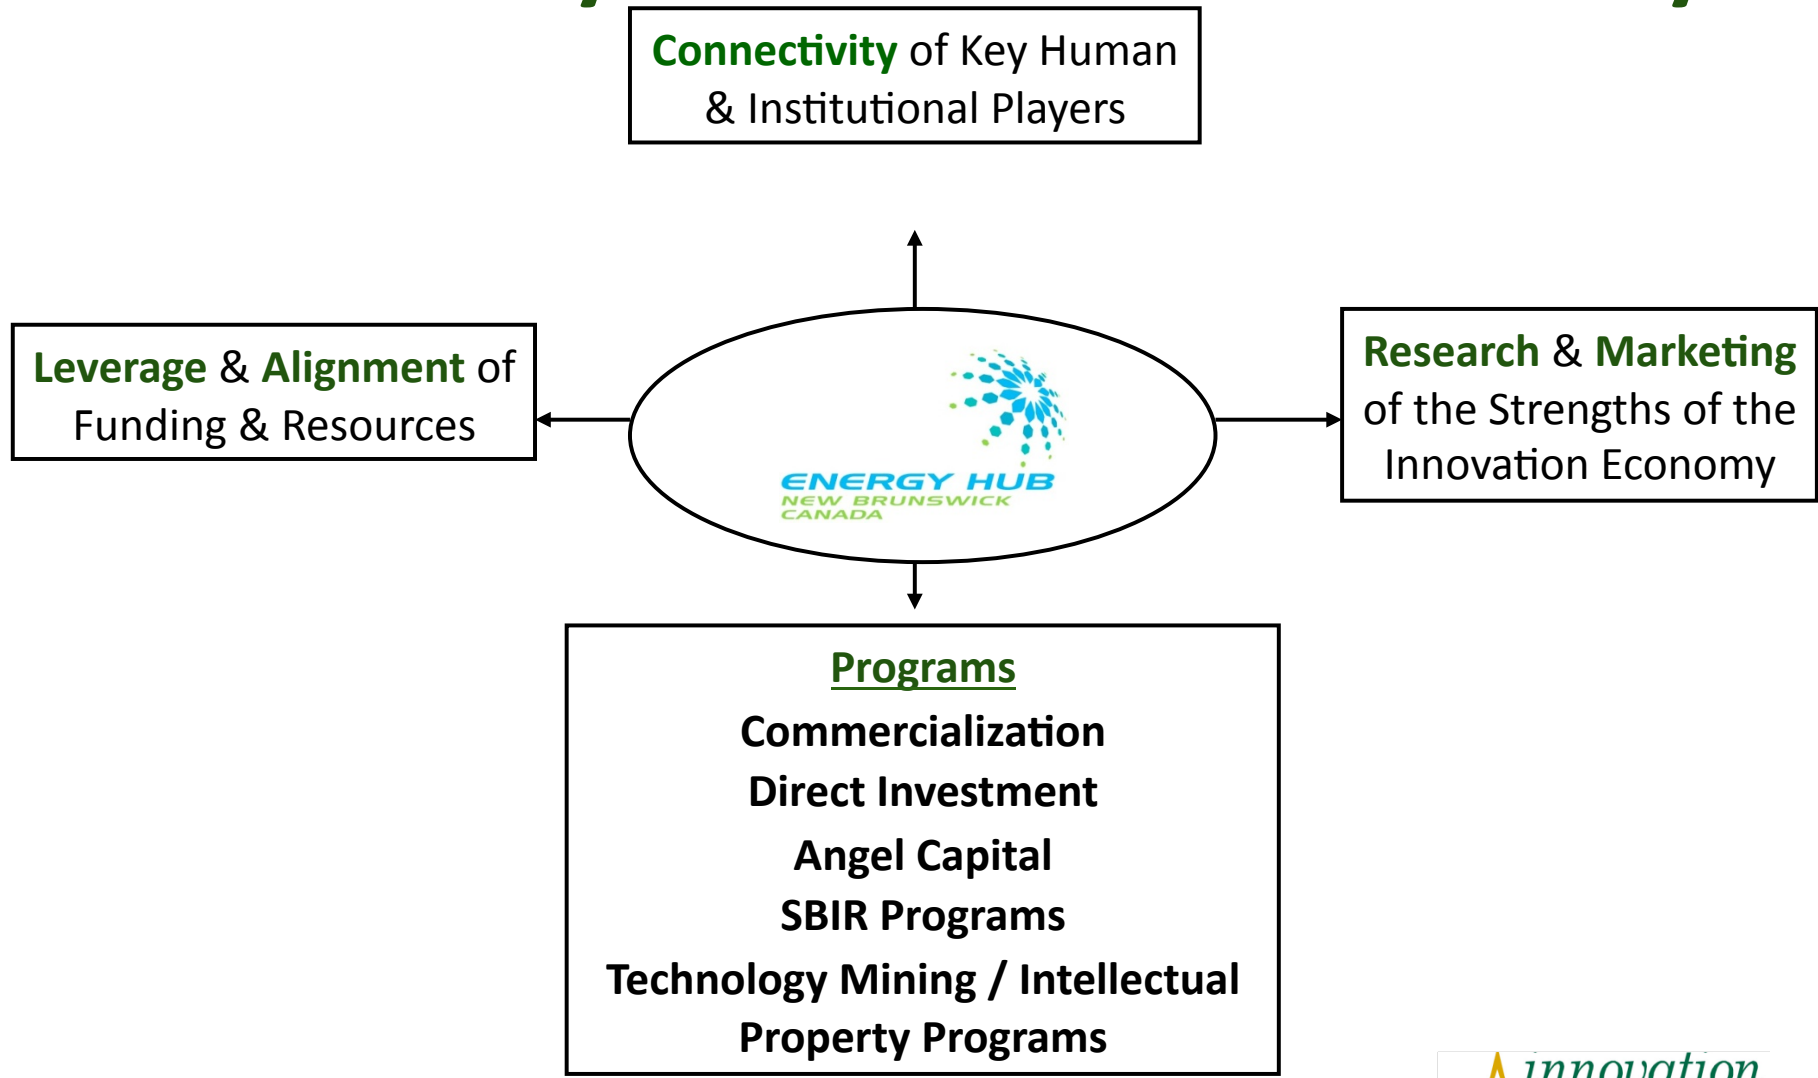 Connectivity of Key Human
& Institutional Players
Leverage & Alignment of
Funding & Resources
ENERGY HUB
NEW BRUNSWICK
CANADA
Research & Marketing
of the Strengths of the
Innovation Economy
Programs
Commercialization
Direct Investment
Angel Capital
SBIR Programs
Technology Mining / Intellectual
Property Programs
innovation